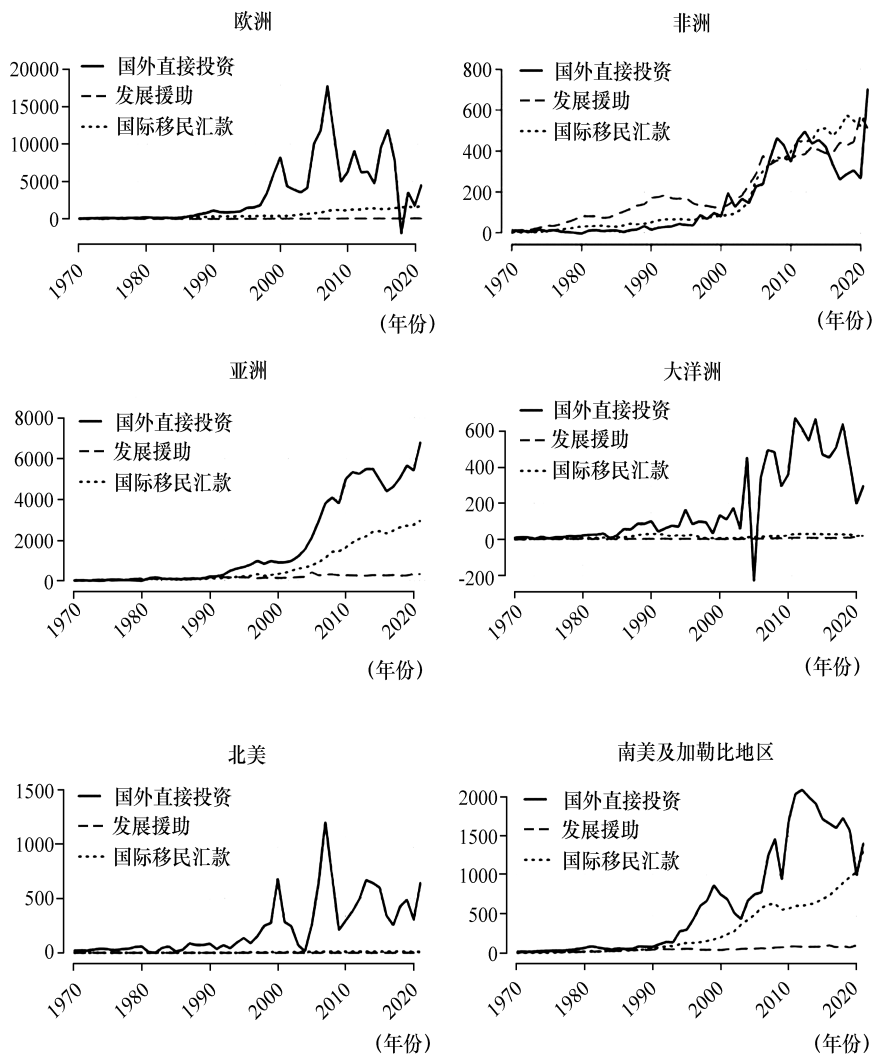 欧洲
国外直接投资
发展援助
国际移民汇款
20000
15000
10000
5000
0
1970
1980
1990
2000
2010
2020
(年份)
非洲
国外直接投资
发展援助
国际移民汇款
800
600
400
200
0
1970
1980
1990
2000
2010
2020
(年份)
亚洲
国外直接投资
发展援助
国际移民汇款
8000
6000
4000
2000
0
1970
1980
1990
2000
2010
2020
(年份)
大洋洲
国外直接投资
发展援助
国际移民汇款
600
400
200
0
-200
1970
1980
1990
2000
2010
2020
(年份)
北美
国外直接投资
发展援助
国际移民汇款
1500
1000
500
0
1970
1980
1990
2000
2010
2020
(年份)
南美及加勒比地区
国外直接投资
发展援助
国际移民汇款
2000
1500
1000
500
0
1970
1980
1990
2000
2010
2020
(年份)